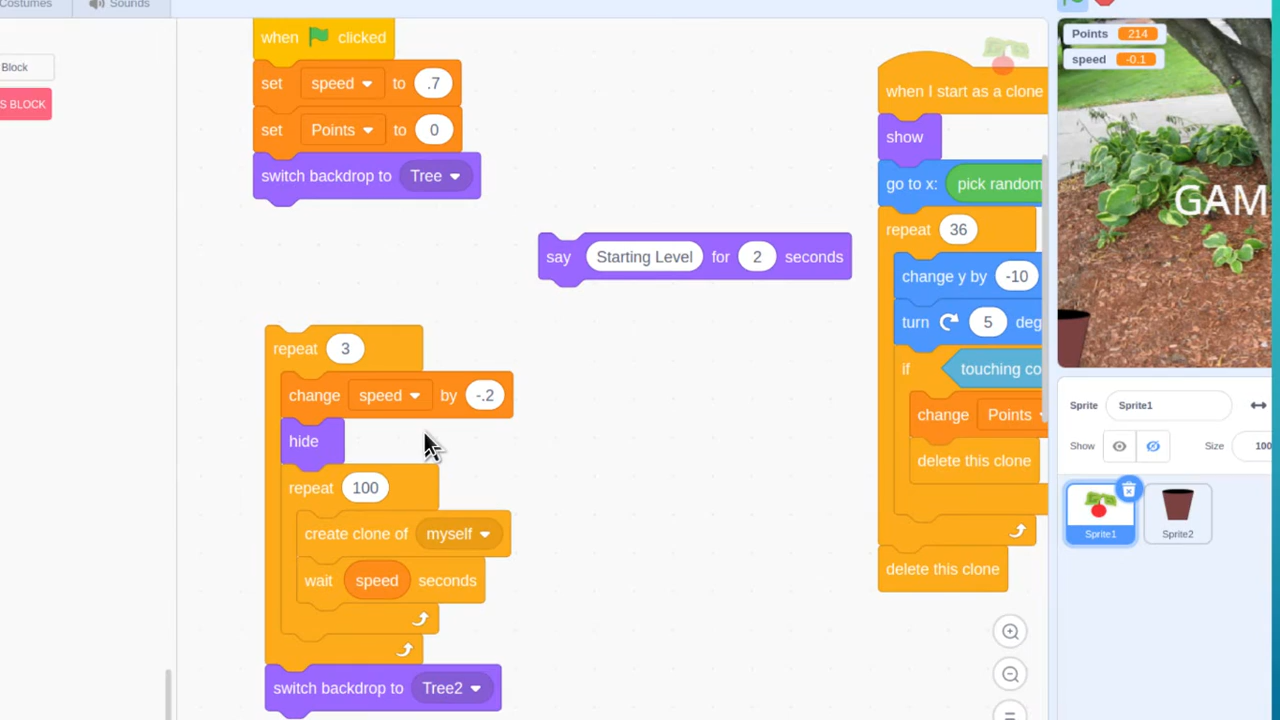 Costumes
Sounds
Block
S BLOCK
when clicked
set speed to .7
set Points to 0
switch backdrop to Tree
say Starting Level for 2 seconds
repeat 3
change speed by -.2
hide
repeat 100
create clone of myself
wait speed seconds
switch backdrop to Tree2
when I start as a clone
show
go to x: pick random
repeat 36
change y by -10
turn 5 deg
if touching co
change Points
delete this clone
delete this clone
Points 214
speed -0.1
GAM
Sprite Sprite1
Show Size 100
Sprite1
Sprite2